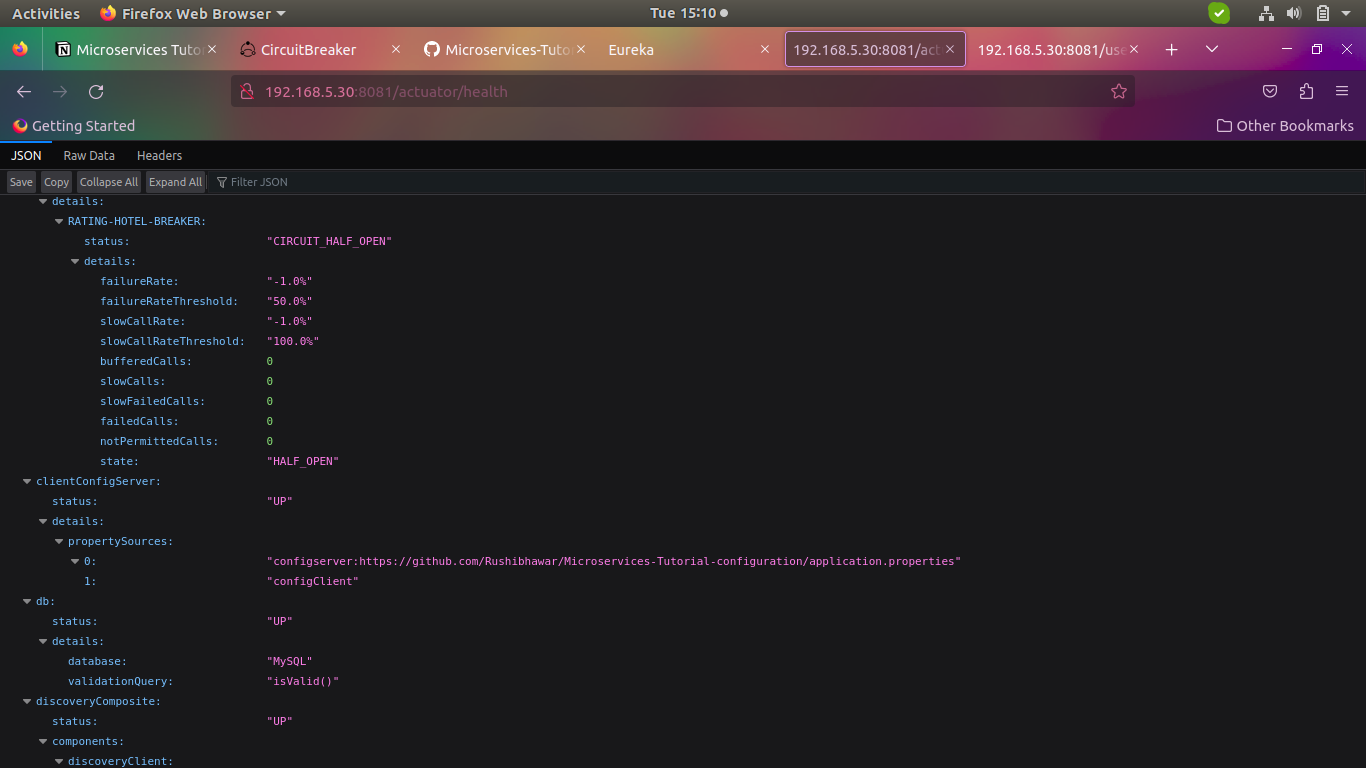 Activities Firefox Web Browser Tue 15:10
Microservices Tuto CircuitBreaker Microservices-Tuto Eureka 192.168.5.30:8081/act 192.168.5.30:8081/use
192.168.5.30:8081/actuator/health
Getting Started Other Bookmarks
JSON Raw Data Headers
Save Copy Collapse All Expand All Filter JSON
details:
RATING-HOTEL-BREAKER:
status: "CIRCUIT_HALF_OPEN"
details:
failureRate: "-1.0%"
failureRateThreshold: "50.0%"
slowCallRate: "-1.0%"
slowCallRateThreshold: "100.0%"
bufferedCalls: 0
slowCalls: 0
slowFailedCalls: 0
failedCalls: 0
notPermittedCalls: 0
state: "HALF_OPEN"
clientConfigServer:
status: "UP"
details:
propertySources:
0: "configserver:https://github.com/Rushibhawar/Microservices-Tutorial-configuration/application.properties"
1: "configClient"
db:
status: "UP"
details:
database: "MySQL"
validationQuery: "isValid()"
discoveryComposite:
status: "UP"
components:
discoveryClient: